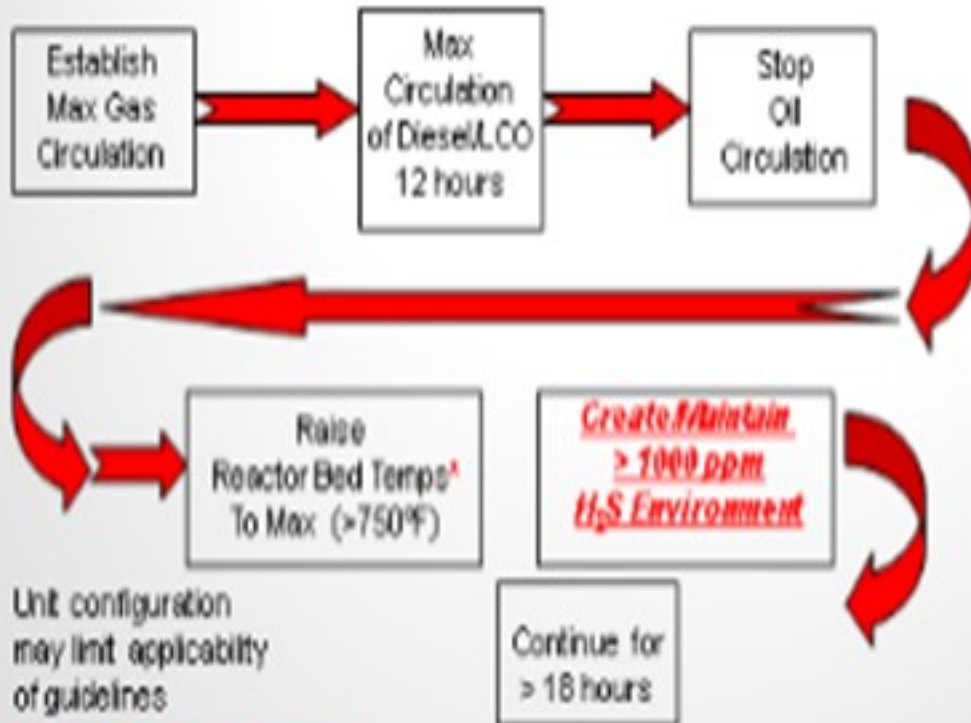 Establish
Max Gas
Circulation
Max
Circulation
of Diesel/LCO
12 hours
Stop
Oil
Circulation
Raise
Reactor Bed Temps*
To Max (>750ºF)
Create/Maintain
> 1000 ppm
H₂S Environment
Unit configuration
may limit applicability
of guidelines
Continue for
> 18 hours